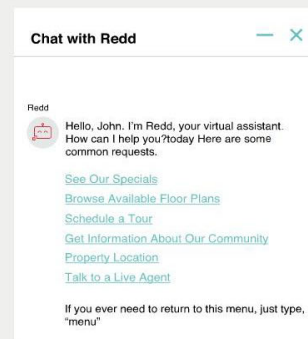 Chat with Redd
Redd
Hello, John. I'm Redd, your virtual assistant.
How can I help you?today Here are some
common requests.
See Our Specials
Browse Available Floor Plans
Schedule a Tour
Get Information About Our Community
Property Location
Talk to a Live Agent
If you ever need to return to this menu, just type,
"menu"